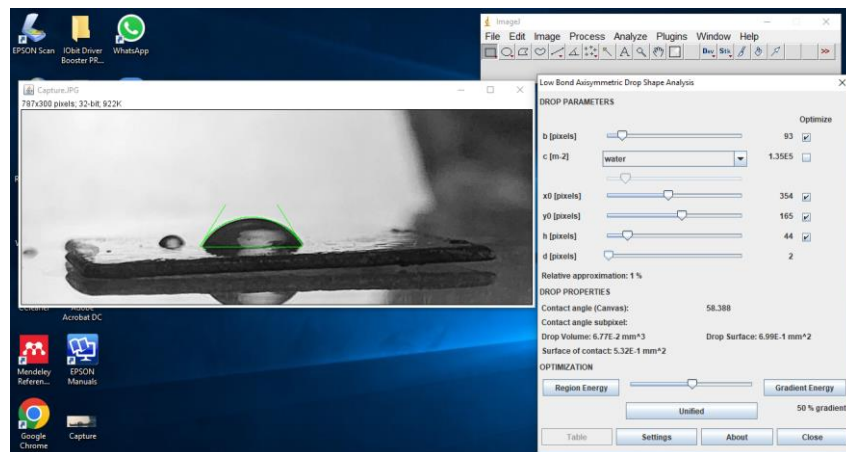 EPSON Scan
IObit Driver
Booster PR...
WhatsApp
ImageJ
File Edit Image Process Analyze Plugins Window Help
A
Dev Stk
>>
Capture.JPG
787x300 pixels; 32-bit; 922K
Low Bond Axisymmetric Drop Shape Analysis
DROP PARAMETERS
Optimize
b [pixels] 93
c [m-2] water 1.35E5
x0 [pixels] 354
y0 [pixels] 165
h [pixels] 44
d [pixels] 2
Relative approximation: 1 %
DROP PROPERTIES
Contact angle (Canvas): 58.388
Contact angle subpixel:
Drop Volume: 6.77E-2 mm^3 Drop Surface: 6.99E-1 mm^2
Surface of contact: 5.32E-1 mm^2
OPTIMIZATION
Region Energy Gradient Energy
Unified 50 % gradient
Table Settings About Close
Acrobat DC
Mendeley
Referen...
EPSON
Manuals
Google
Chrome
Capture